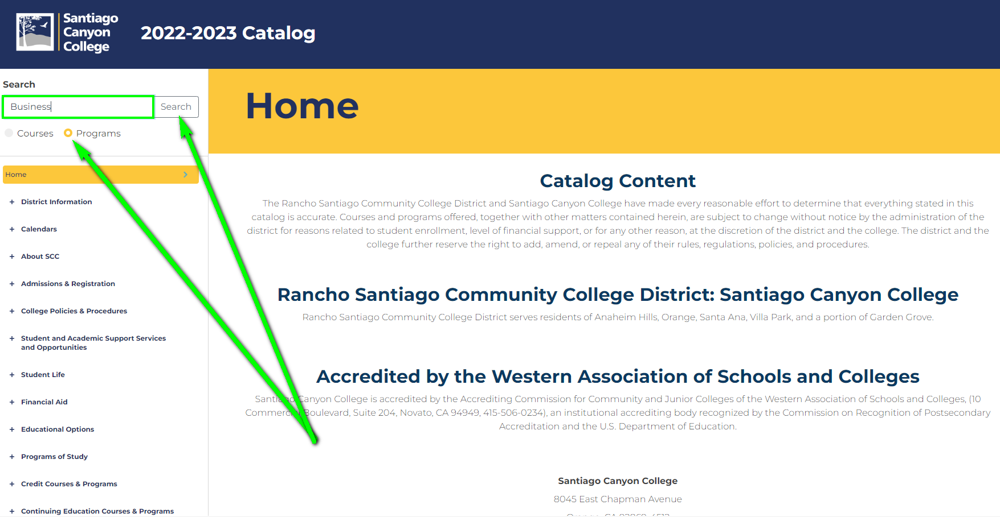 Santiago
Canyon
College
2022-2023 Catalog
Search
Business
Search
Courses
Programs
Home
District Information
Calendars
About SCC
Admissions & Registration
College Policies & Procedures
Student and Academic Support Services
and Opportunities
Student Life
Financial Aid
Educational Options
Programs of Study
Credit Courses & Programs
Continuing Education Courses & Programs
Home
Catalog Content
The Rancho Santiago Community College District and Santiago Canyon College have made every reasonable effort to determine that everything stated in this
catalog is accurate. Courses and programs offered, together with other matters contained herein, are subject to change without notice by the administration of the
district for reasons related to student enrollment, level of financial support, or for any other reason, at the discretion of the district and the college. The district and the
college further reserve the right to add, amend, or repeal any of their rules, regulations, policies, and procedures.
Rancho Santiago Community College District: Santiago Canyon College
Rancho Santiago Community College District serves residents of Anaheim Hills, Orange, Santa Ana, Villa Park, and a portion of Garden Grove.
Accredited by the Western Association of Schools and Colleges
Santiago Canyon College is accredited by the Accrediting Commission for Community and Junior Colleges of the Western Association of Schools and Colleges, (10
Commercial Boulevard, Suite 204, Novato, CA 94949, 415-506-0234), an institutional accrediting body recognized by the Commission on Recognition of Postsecondary
Accreditation and the U.S. Department of Education.
Santiago Canyon College
8045 East Chapman Avenue